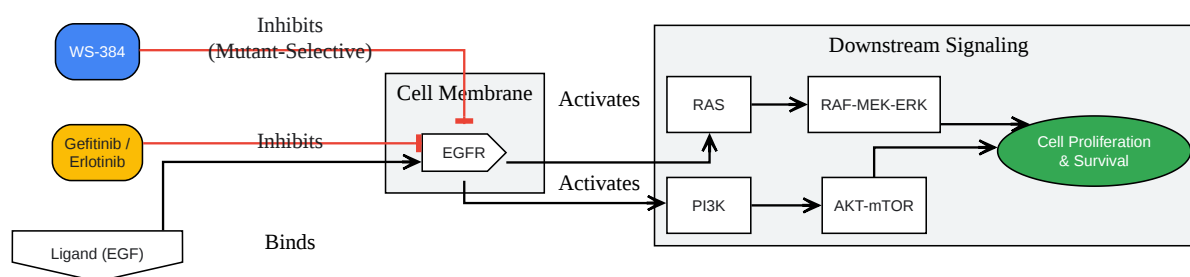 WS-384
Inhibits
(Mutant-Selective)
Gefitinib /
Erlotinib
Inhibits
Ligand (EGF)
Binds
Cell Membrane
EGFR
Activates
Activates
Downstream Signaling
RAS
RAF-MEK-ERK
PI3K
AKT-mTOR
Cell Proliferation
& Survival